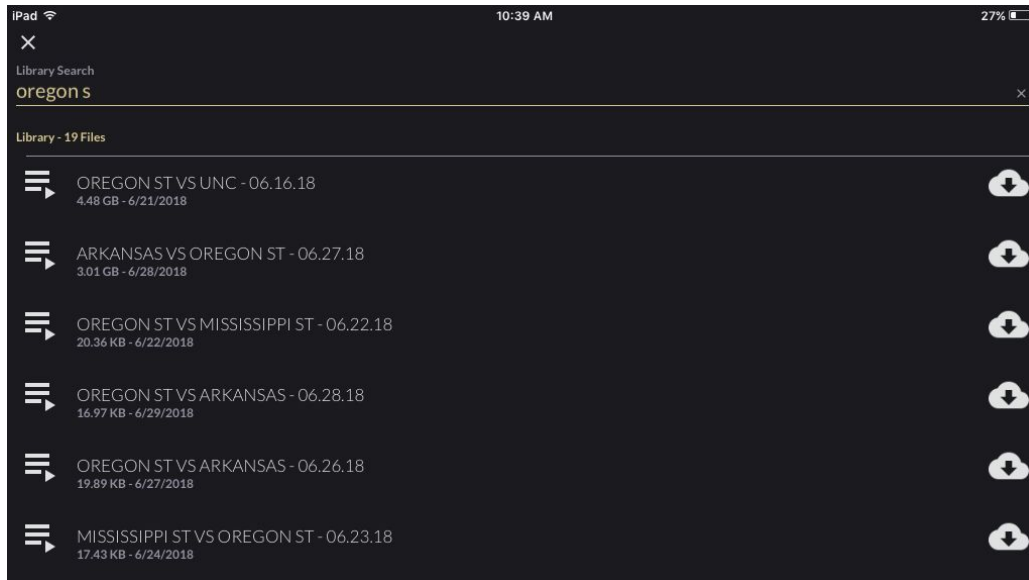 iPad 10:39 AM 27%
Library Search
oregon s
Library - 19 Files
OREGON ST VS UNC - 06.16.18
4.48 GB - 6/21/2018
ARKANSAS VS OREGON ST - 06.27.18
3.01 GB - 6/28/2018
OREGON ST VS MISSISSIPPI ST - 06.22.18
20.36 KB - 6/22/2018
OREGON ST VS ARKANSAS - 06.28.18
16.97 KB - 6/29/2018
OREGON ST VS ARKANSAS - 06.26.18
19.89 KB - 6/27/2018
MISSISSIPPI ST VS OREGON ST - 06.23.18
17.43 KB - 6/24/2018